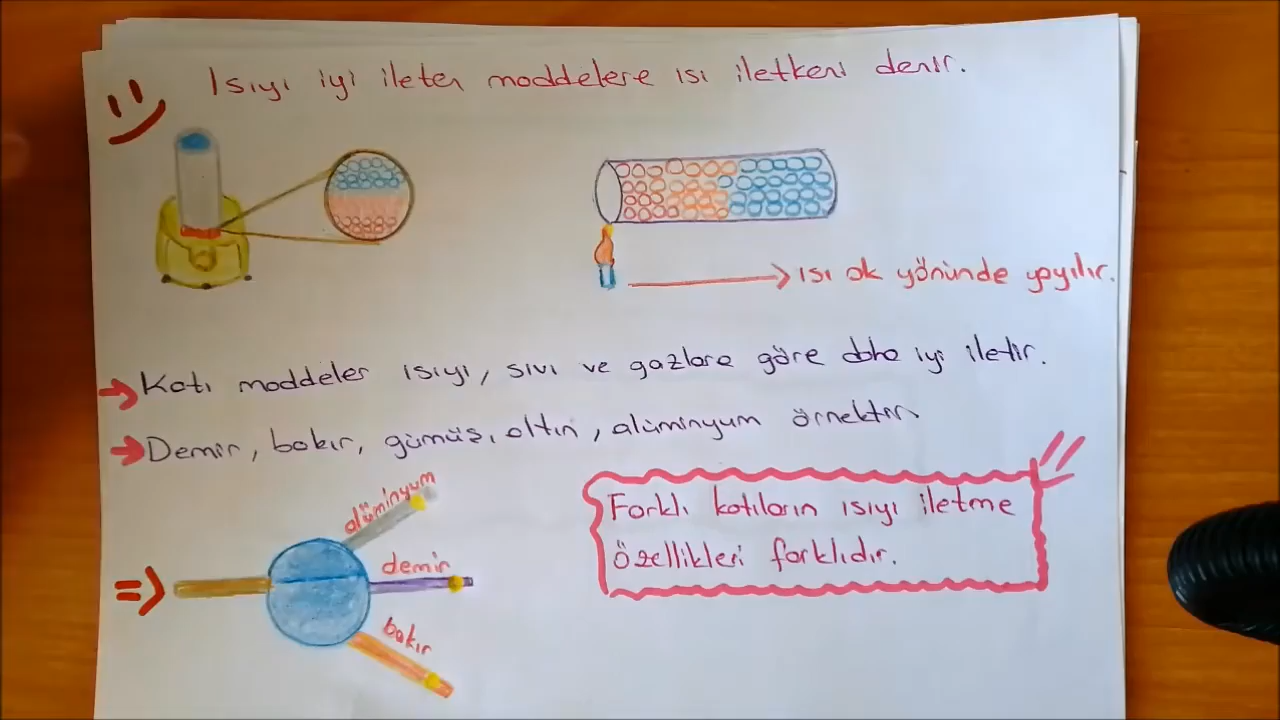 Isıyı iyi ileten maddelere ısı iletkeni denir.
ısı ok yönünde yayılır.
Katı maddeler ısıyı, sıvı ve gazlara göre daha iyi iletir.
Demir, bakır, gümüş, altın, alüminyum örnektir.
alüminyum
demir
bakır
Farklı katıların ısıyı iletme
özellikleri farklıdır.